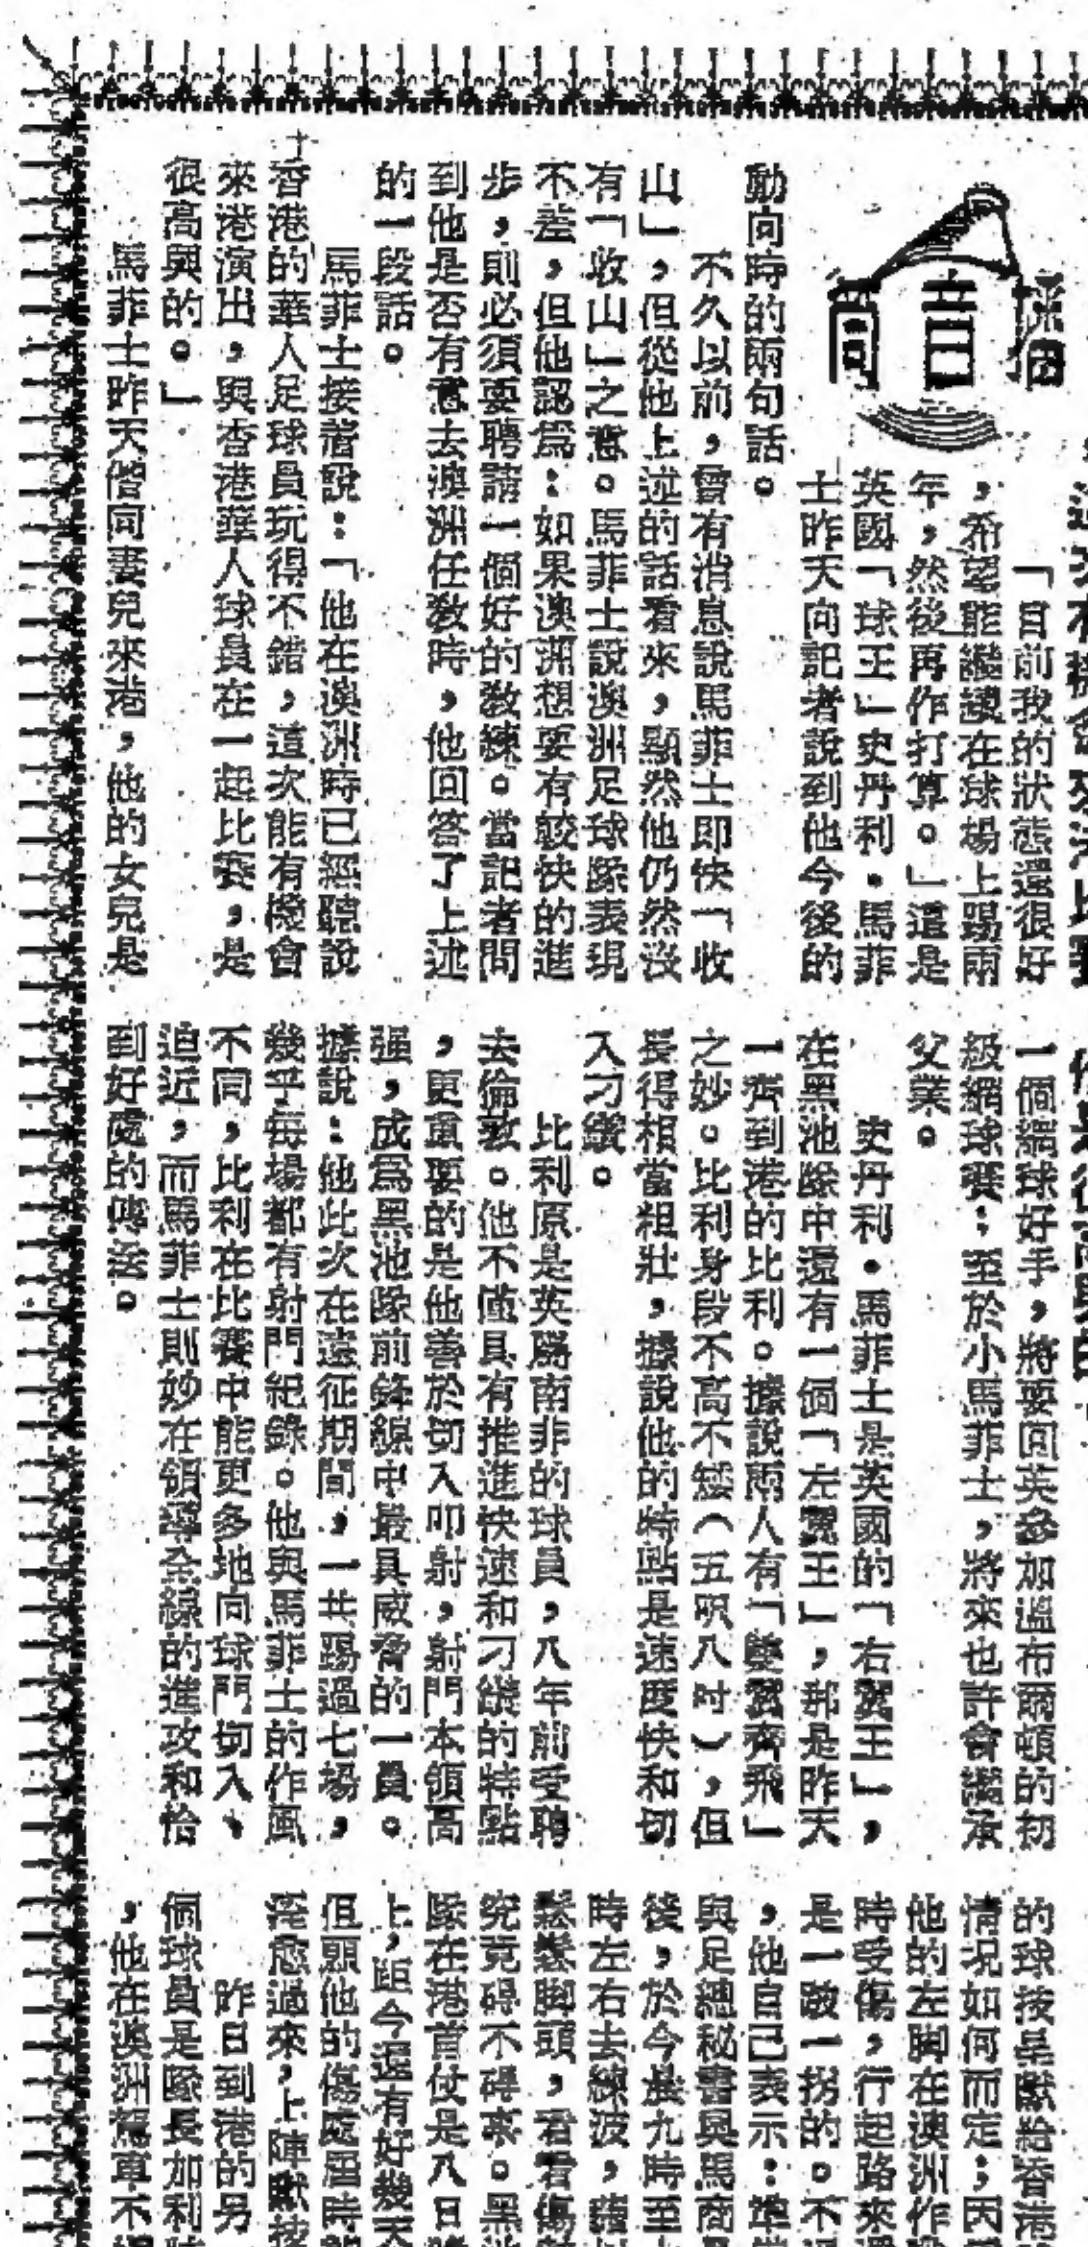 「目前我的狀態還很好
，希望能繼續在球場上踢兩
年，然後再作打算。」這是
英國「球王」史丹利·馬菲
士昨天向記者說到他今後的
動向時的兩句話。
不久以前，曾有消息說馬菲士即快「收
山」，但從他上述的話看來，顯然他仍然沒
有「收山」之意。馬菲士說澳洲足球隊表現
不差，但他認爲：如果澳洲想要有較快的進
步，則必須要聘請一個好的敎練。當記者問
到他是否有意去澳洲任敎時，他回答了上述
的一段話。
馬菲士接着說：「他在澳洲時已經聽說
香港的華人足球員玩得不錯，這次能有機會
來港演出，與香港華人球員在一起比賽，是
很高興的。」
馬菲士昨天偕同妻兒來港，他的女兒是
一個網球好手，將要回英參加溫布爾頓的初
級網球賽；至於小馬菲士，將來也許會繼承
父業。
史丹利·馬菲士是英國的「右翼王」，
在黑池隊中還有一個「左翼王」，那是昨天
一齊到港的比利。據說兩人有「雙翼齊飛」
之妙。比利身段不高不矮（五呎八吋），但
長得相當粗壯，據說他的特點是速度快和切
入刁鑽。
比利原是英屬南非的球員，八年前受聘
去倫敦。他不僅具有推進快速和刁鑽的特點
，更重要的是他善於切入叩射，射門本領高
强，成爲黑池隊前鋒線中最具威脅的一員。
據說：他此次在遠征期間，一共踢過七場，
幾乎每場都有射門紀錄。他與馬菲士的作風
不同，比利在比賽中能更多地向球門切入、
迫近，而馬菲士則妙在領導全線的進攻和恰
到好處的傳送。
的球按星默給香港
情况如何而定；因
他的左脚在澳洲作
時受傷，行起路來還
是一跛一拐的。不
，他自己表示：準
與足總秘書與馬商
後，於今晨九時至
時左右去練波，
鬆鬆脚頭，看看傷
究竟碍不碍事。黑
隊在港首仗是八日
上，距今還有好幾天
但願他的傷處屆時
痊愈過來，上陣
昨日到港的另
個球員是隊長加利
，他在澳洲駕車不